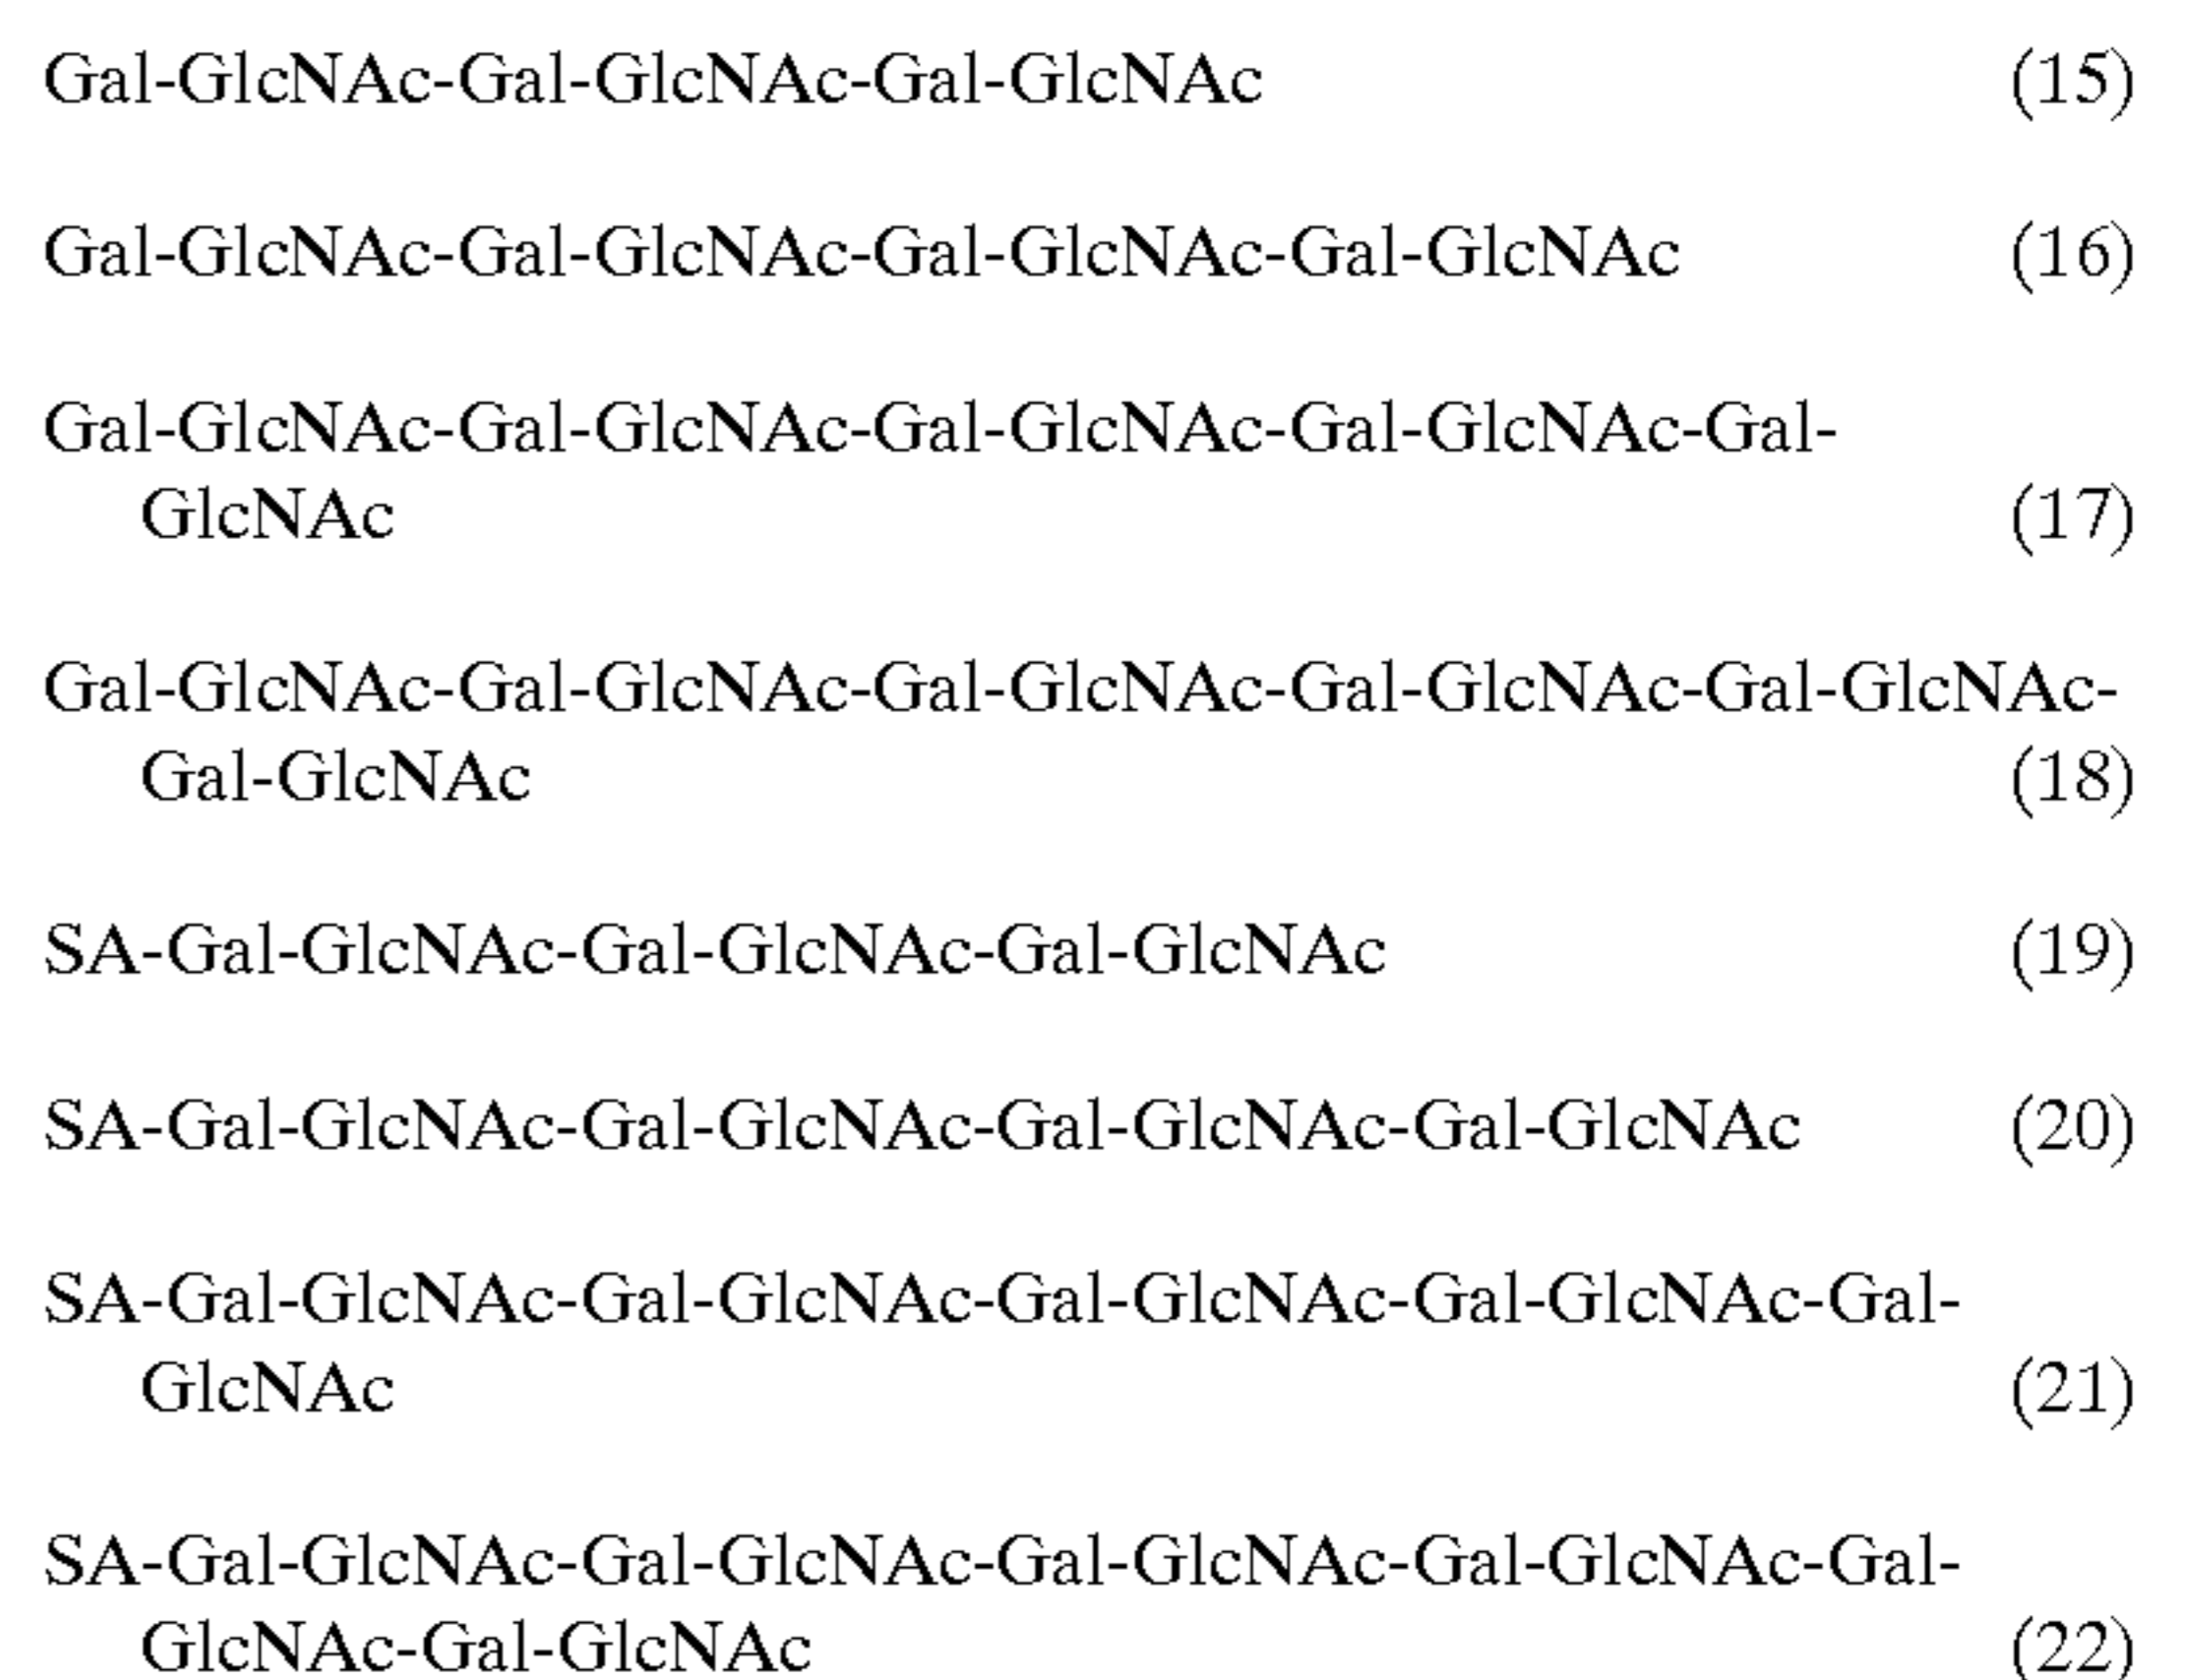 Gal-GlcNAc-Gal-GlcNAc-Gal-GlcNAc (15)
Gal-GlcNAc-Gal-GlcNAc-Gal-GlcNAc-Gal-GlcNAc (16)
Gal-GlcNAc-Gal-GlcNAc-Gal-GlcNAc-Gal-GlcNAc-Gal-
GlcNAc (17)
Gal-GlcNAc-Gal-GlcNAc-Gal-GlcNAc-Gal-GlcNAc-Gal-GlcNAc-
Gal-GlcNAc (18)
SA-Gal-GlcNAc-Gal-GlcNAc-Gal-GlcNAc (19)
SA-Gal-GlcNAc-Gal-GlcNAc-Gal-GlcNAc-Gal-GlcNAc (20)
SA-Gal-GlcNAc-Gal-GlcNAc-Gal-GlcNAc-Gal-GlcNAc-Gal-
GlcNAc (21)
SA-Gal-GlcNAc-Gal-GlcNAc-Gal-GlcNAc-Gal-GlcNAc-Gal-
GlcNAc-Gal-GlcNAc (22)